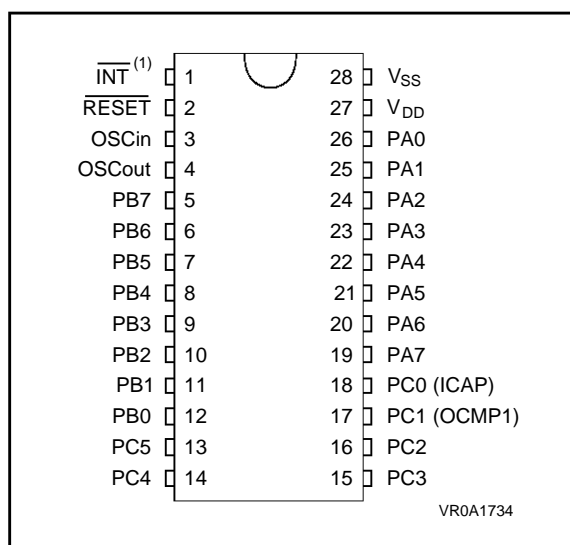 INT (1) 1 28 VSS
RESET 2 27 VDD
OSCin 3 26 PA0
OSCout 4 25 PA1
PB7 5 24 PA2
PB6 6 23 PA3
PB5 7 22 PA4
PB4 8 21 PA5
PB3 9 20 PA6
PB2 10 19 PA7
PB1 11 18 PC0 (ICAP)
PB0 12 17 PC1 (OCMP1)
PC5 13 16 PC2
PC4 14 15 PC3
VR0A1734